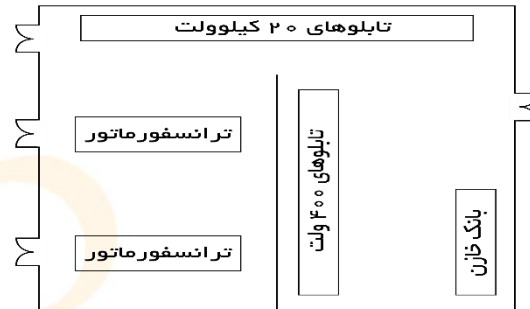 تابلوهای ۲۰ کیلوولت
ترانسفورماتور
تابلوهای ۴۰۰ ولت
بانک خازن
ترانسفورماتور